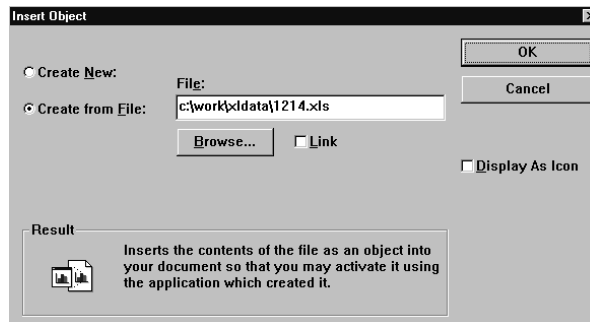 Insert Object
Create New:
Create from File:
File:
c:\work\xldata\1214.xls
Browse...
Link
OK
Cancel
Display As Icon
Result
Inserts the contents of the file as an object into
your document so that you may activate it using
the application which created it.